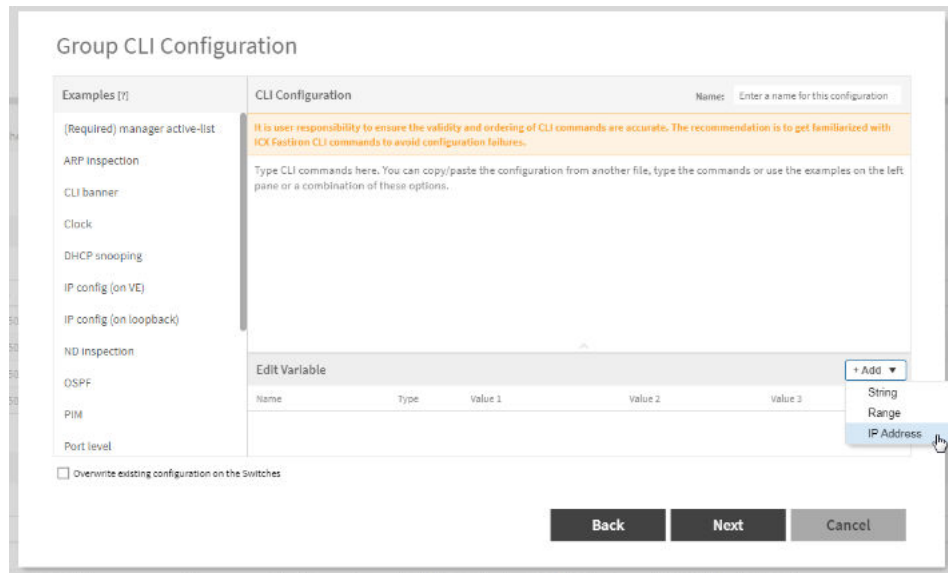 Group CLI Configuration
Examples [?]
CLI Configuration
Name:
Enter a name for this configuration
(Required) manager active-list
ARP inspection
CLI banner
Clock
DHCP snooping
IP config (on VE)
IP config (on loopback)
ND inspection
OSPF
PIM
Port level
It is user responsibility to ensure the validity and ordering of CLI commands are accurate. The recommendation is to get familiarized with
ICX Fastiron CLI commands to avoid configuration failures.
Type CLI commands here. You can copy/paste the configuration from another file, type the commands or use the examples on the left
pane or a combination of these options.
Edit Variable
+ Add ▼
Name
Type
Value 1
Value 2
Value 3
String
Range
IP Address
Overwrite existing configuration on the Switches
Back
Next
Cancel